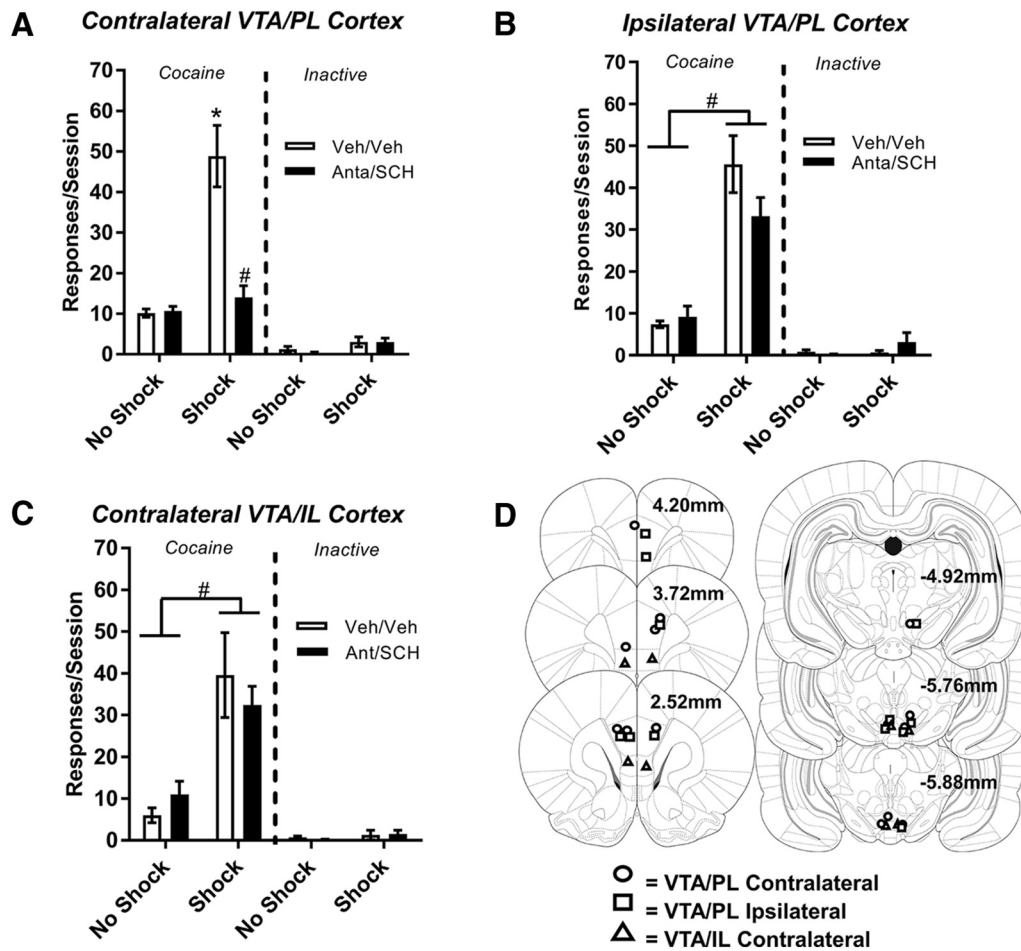 A
Contralateral VTA/PL Cortex
Cocaine
Inactive
Responses/Session
70
60
50
40
30
20
10
0
*
#
Veh/Veh
Anta/SCH
No Shock
Shock
No Shock
Shock
B
Ipsilateral VTA/PL Cortex
Cocaine
Inactive
Responses/Session
70
60
50
40
30
20
10
0
#
Veh/Veh
Anta/SCH
No Shock
Shock
No Shock
Shock
C
Contralateral VTA/IL Cortex
Cocaine
Inactive
Responses/Session
70
60
50
40
30
20
10
0
#
Veh/Veh
Ant/SCH
No Shock
Shock
No Shock
Shock
D
4.20mm
3.72mm
2.52mm
-4.92mm
-5.76mm
-5.88mm
= VTA/PL Contralateral
= VTA/PL Ipsilateral
= VTA/IL Contralateral